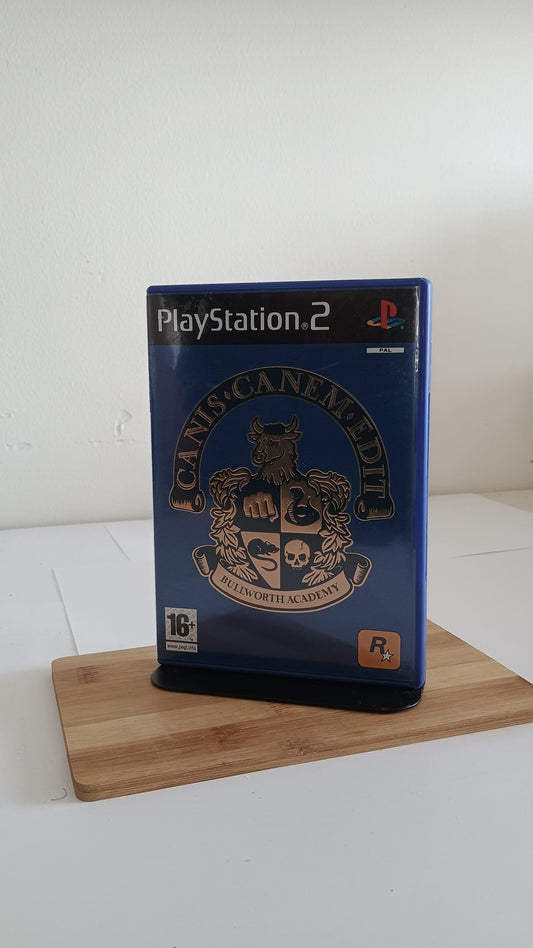 PlayStation®2
PAL
CANIS · CANEM · EDIT
BULLWORTH ACADEMY
16+
www.pegi.info
R